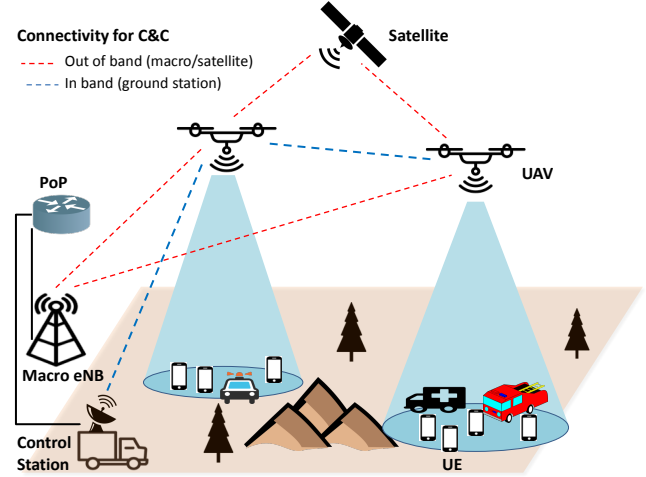 Connectivity for C&C
Out of band (macro/satellite)
In band (ground station)
Satellite
UAV
PoP
Macro eNB
Control
Station
UE